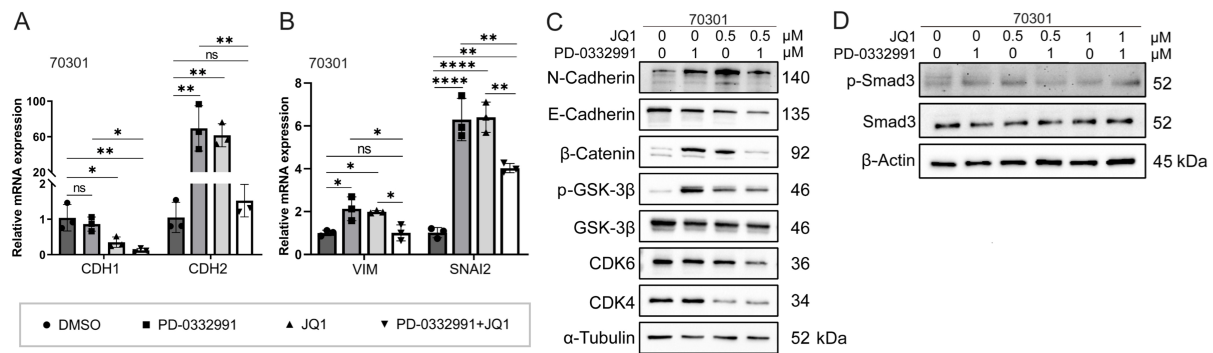 A
70301
** 
ns
**
**
*
**
*
ns
Relative mRNA expression
100
60
20
2
1
0
CDH1
CDH2
B
70301
**
**
****
****
**
*
ns
*
*
*
Relative mRNA expression
8
6
4
2
0
VIM
SNAI2
DMSO
PD-0332991
JQ1
PD-0332991+JQ1
C
70301
JQ1 0 0 0.5 0.5 μM
PD-0332991 0 1 0 1 μM
N-Cadherin 140
E-Cadherin 135
β-Catenin 92
p-GSK-3β 46
GSK-3β 46
CDK6 36
CDK4 34
α-Tubulin 52 kDa
D
70301
JQ1 0 0 0.5 0.5 1 1 μM
PD-0332991 0 1 0 1 0 1 μM
p-Smad3 52
Smad3 52
β-Actin 45 kDa